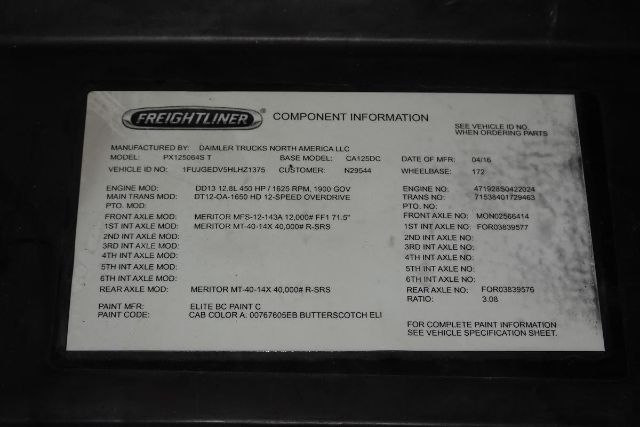 FREIGHTLINER® COMPONENT INFORMATION
SEE VEHICLE ID NO.
WHEN ORDERING PARTS
MANUFACTURED BY: DAIMLER TRUCKS NORTH AMERICA LLC
MODEL: PX125064S T BASE MODEL: CA125DC DATE OF MFR: 04/16
VEHICLE ID NO: 1FUJGEDV5HLHZ1375 CUSTOMER: N29544 WHEELBASE: 172
ENGINE MOD: DD13 12.8L 450 HP / 1625 RPM, 1900 GOV ENGINE NO: 471928S0422024
MAIN TRANS MOD: DT12-OA-1650 HD 12-SPEED OVERDRIVE TRANS NO: 71538401729463
PTO. MOD: PTO. NO:
FRONT AXLE MOD: MERITOR MFS-12-143A 12,000# FF1 71.5" FRONT AXLE NO: MON02566414
1ST INT AXLE MOD: MERITOR MT-40-14X 40,000# R-SRS 1ST INT AXLE NO: FOR03839577
2ND INT AXLE MOD: 2ND INT AXLE NO:
3RD INT AXLE MOD: 3RD INT AXLE NO:
4TH INT AXLE MOD: 4TH INT AXLE NO:
5TH INT AXLE MOD: 5TH INT AXLE NO:
6TH INT AXLE MOD: 6TH INT AXLE NO:
REAR AXLE MOD: MERITOR MT-40-14X 40,000# R-SRS REAR AXLE NO: FOR03839576
RATIO: 3.08
PAINT MFR: ELITE BC PAINT C
PAINT CODE: CAB COLOR A: 00767605EB BUTTERSCOTCH ELI
FOR COMPLETE PAINT INFORMATION
SEE VEHICLE SPECIFICATION SHEET.